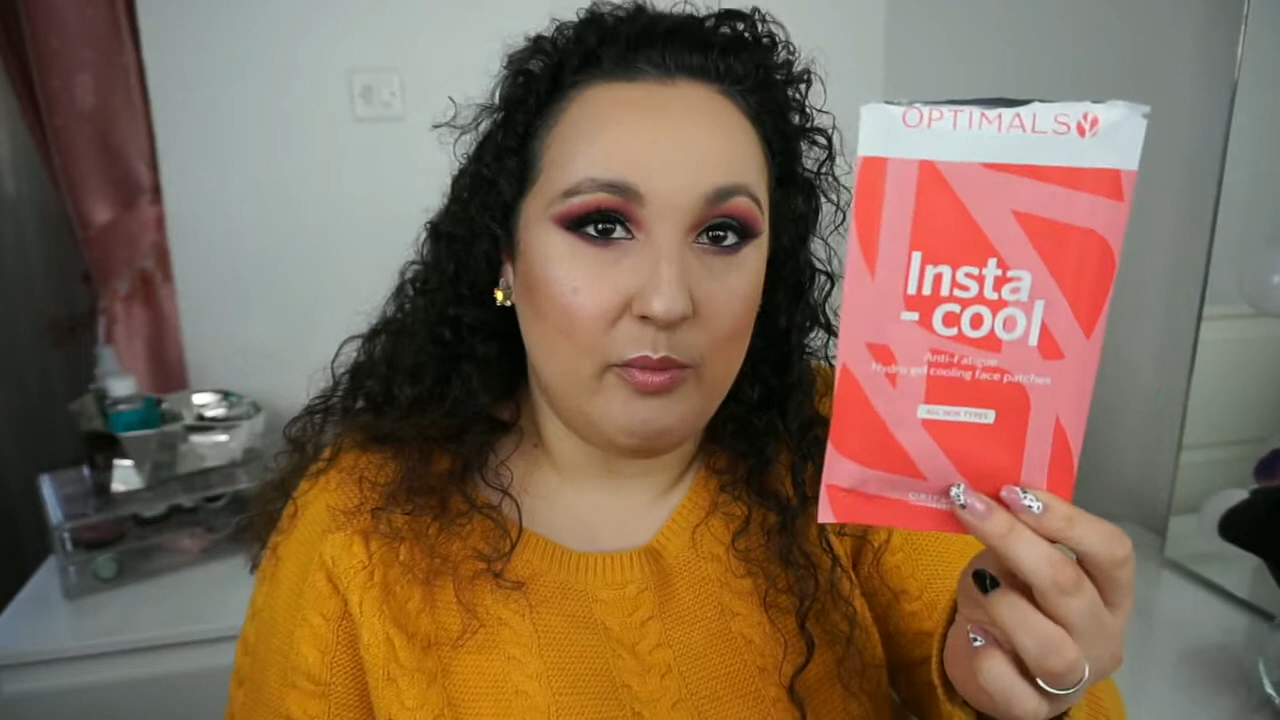 OPTIMALS
Insta
- cool
Anti-Fatigue
Hydro gel cooling face patches
ALL SKIN TYPES